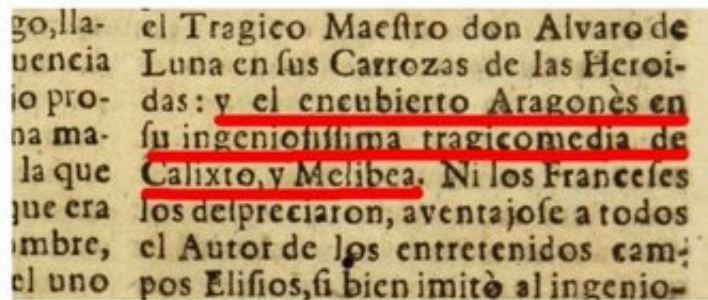 go,lla-
uencia
io pro-
na ma-
la que
que era
ombre,
el uno
el Tragico Maeſtro don Alvaro de
Luna en ſus Carrozas de las Heroi-
das: y el encubierto Aragonès en
ſu ingenioſiſſima tragicomedia de
Calixto, y Melibea. Ni los Franceſes
los deſpreciaron, aventajoſe a todos
el Autor de los entretenidos cam-
pos Eliſios, ſi bien imitò al ingenio-